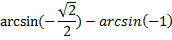 arcsin(−√2/2) − arcsin(−1)